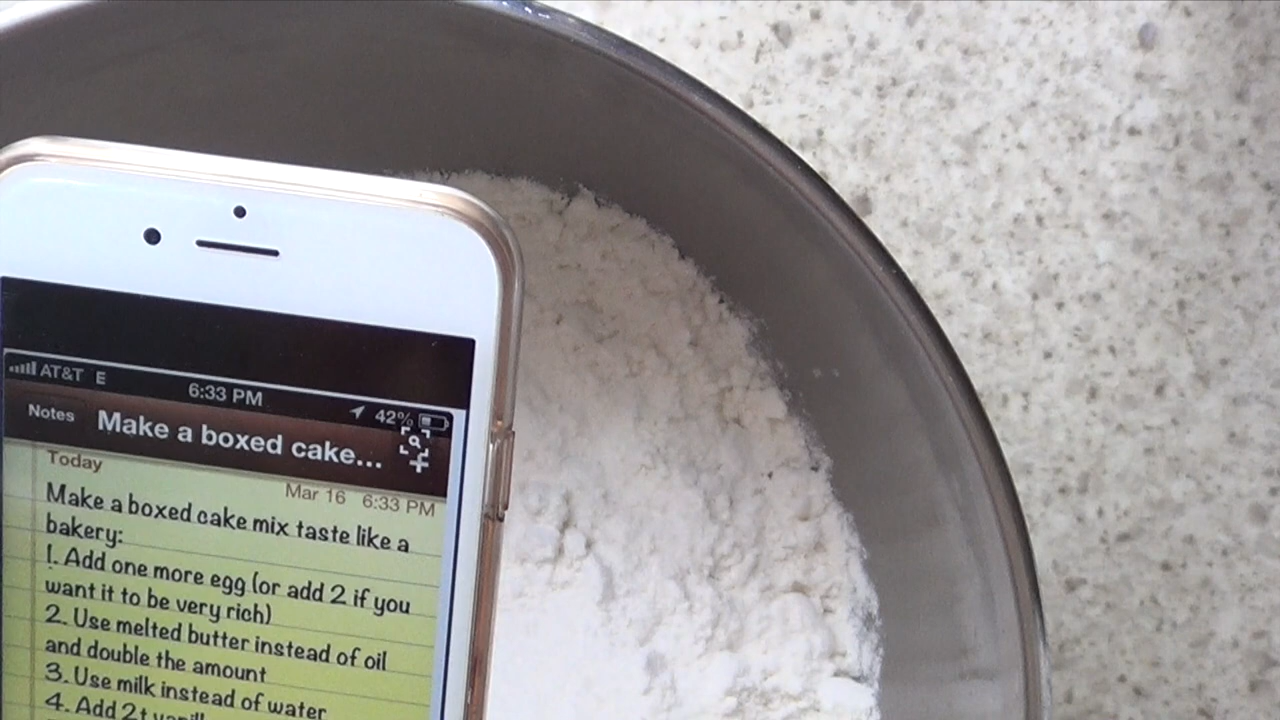 AT&T E 6:33 PM 42%
Notes Make a boxed cake...
Today
Mar 16 6:33 PM
Make a boxed cake mix taste like a
bakery:
1. Add one more egg (or add 2 if you
want it to be very rich)
2. Use melted butter instead of oil
and double the amount
3. Use milk instead of water
4. Add 2t